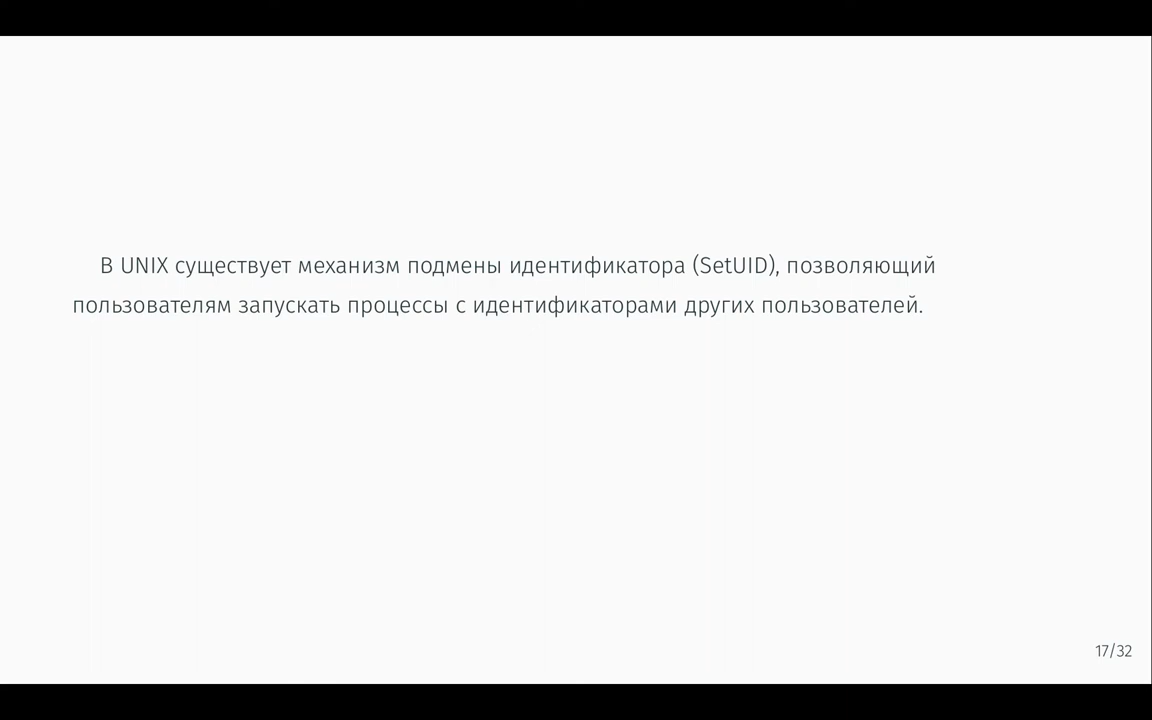 В UNIX существует механизм подмены идентификатора (SetUID), позволяющий
пользователям запускать процессы с идентификаторами других пользователей.
17/32